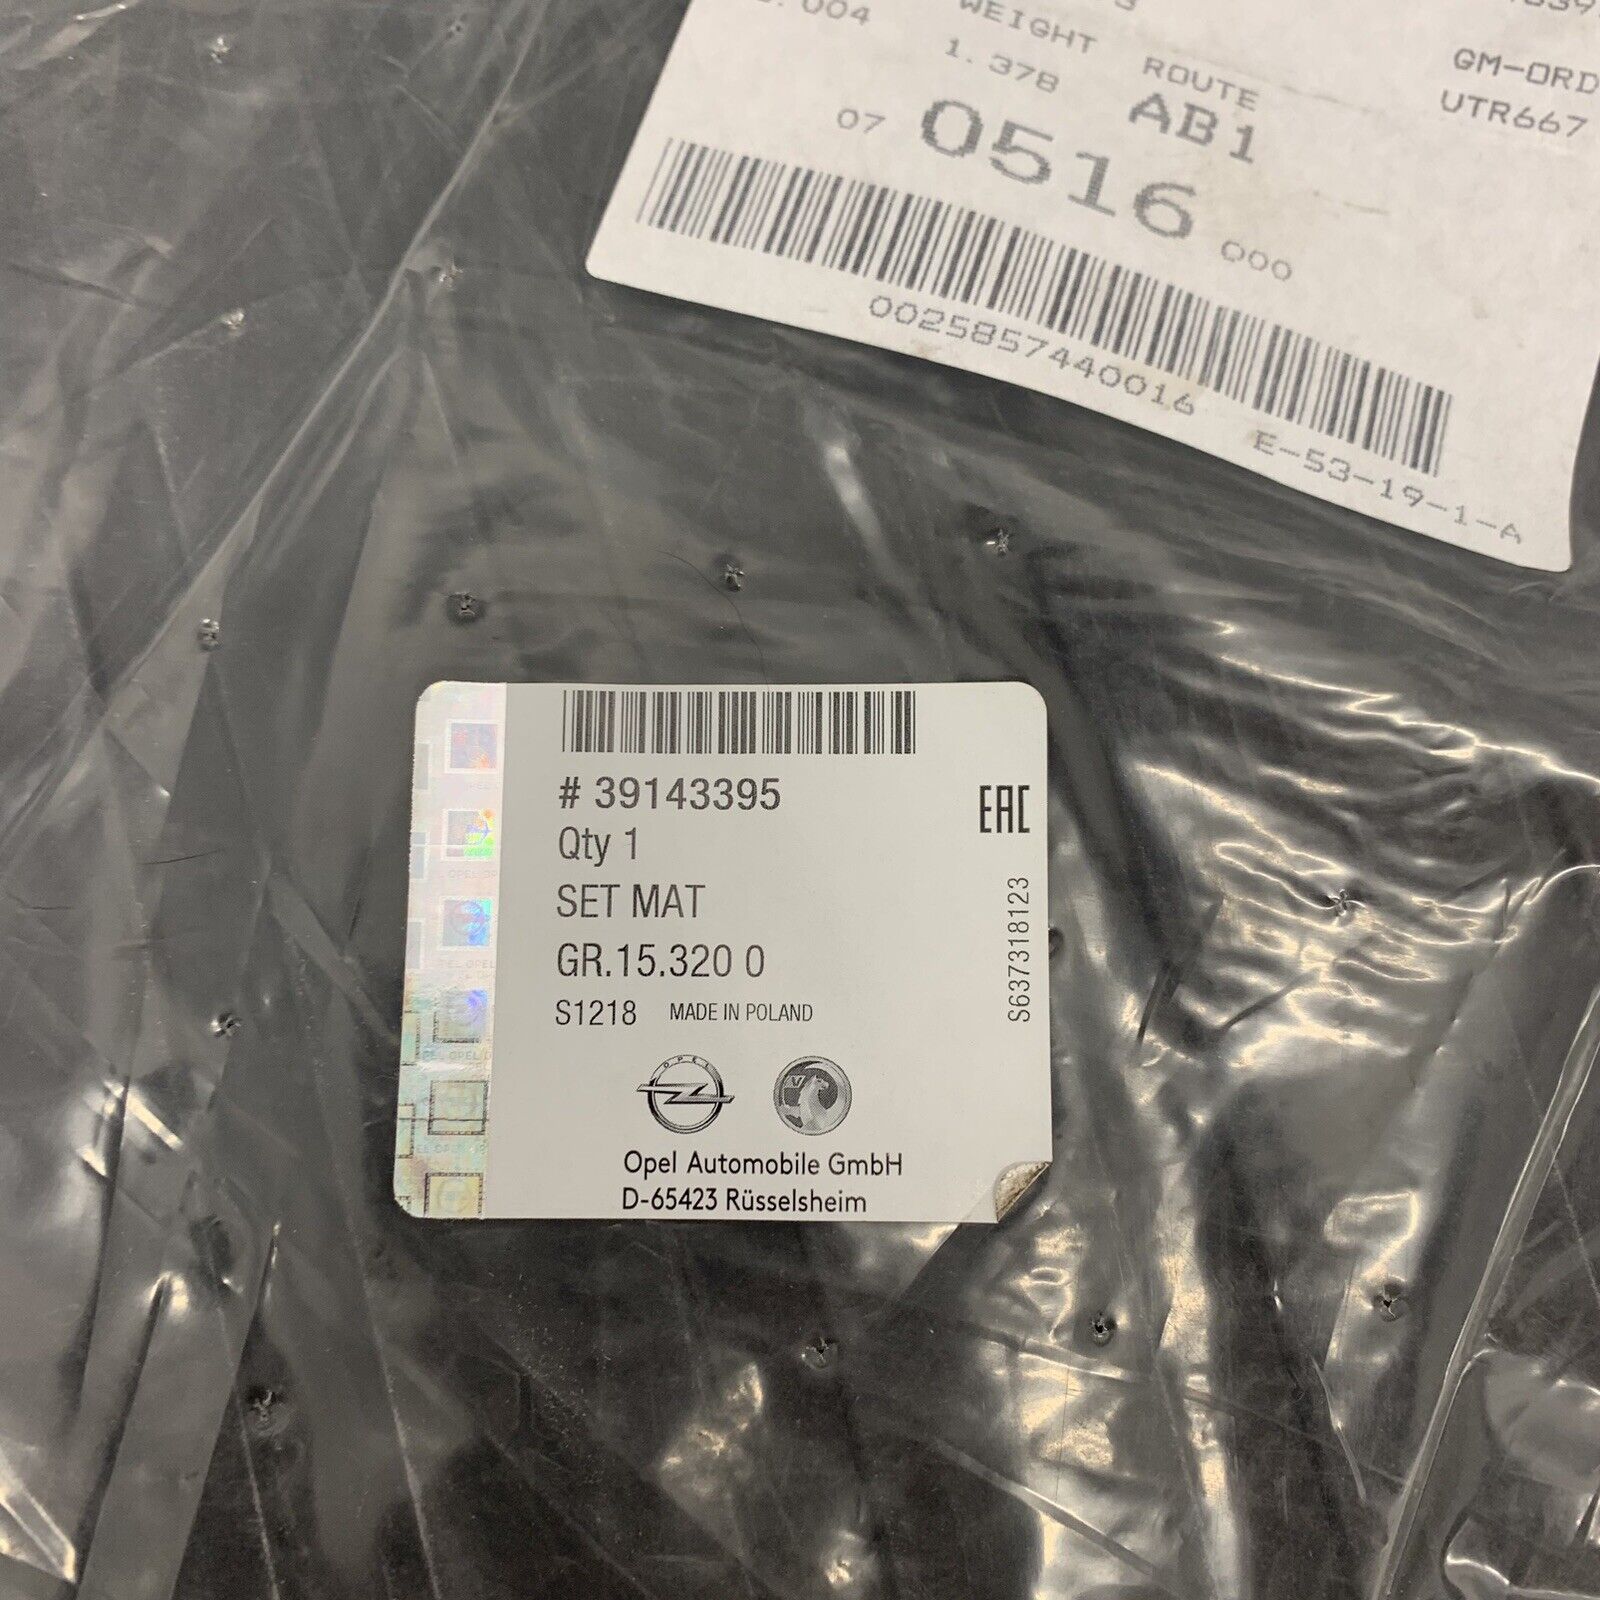 004
WEIGHT ROUTE
1.378 AB1
GM-ORD
UTR667
07 0516 000
0025857440016
E-53-19-1-A
# 39143395
Qty 1
SET MAT
GR.15.320 0
S1218 MADE IN POLAND
EAC
S637318123
OPEL
V
Opel Automobile GmbH
D-65423 Rüsselsheim